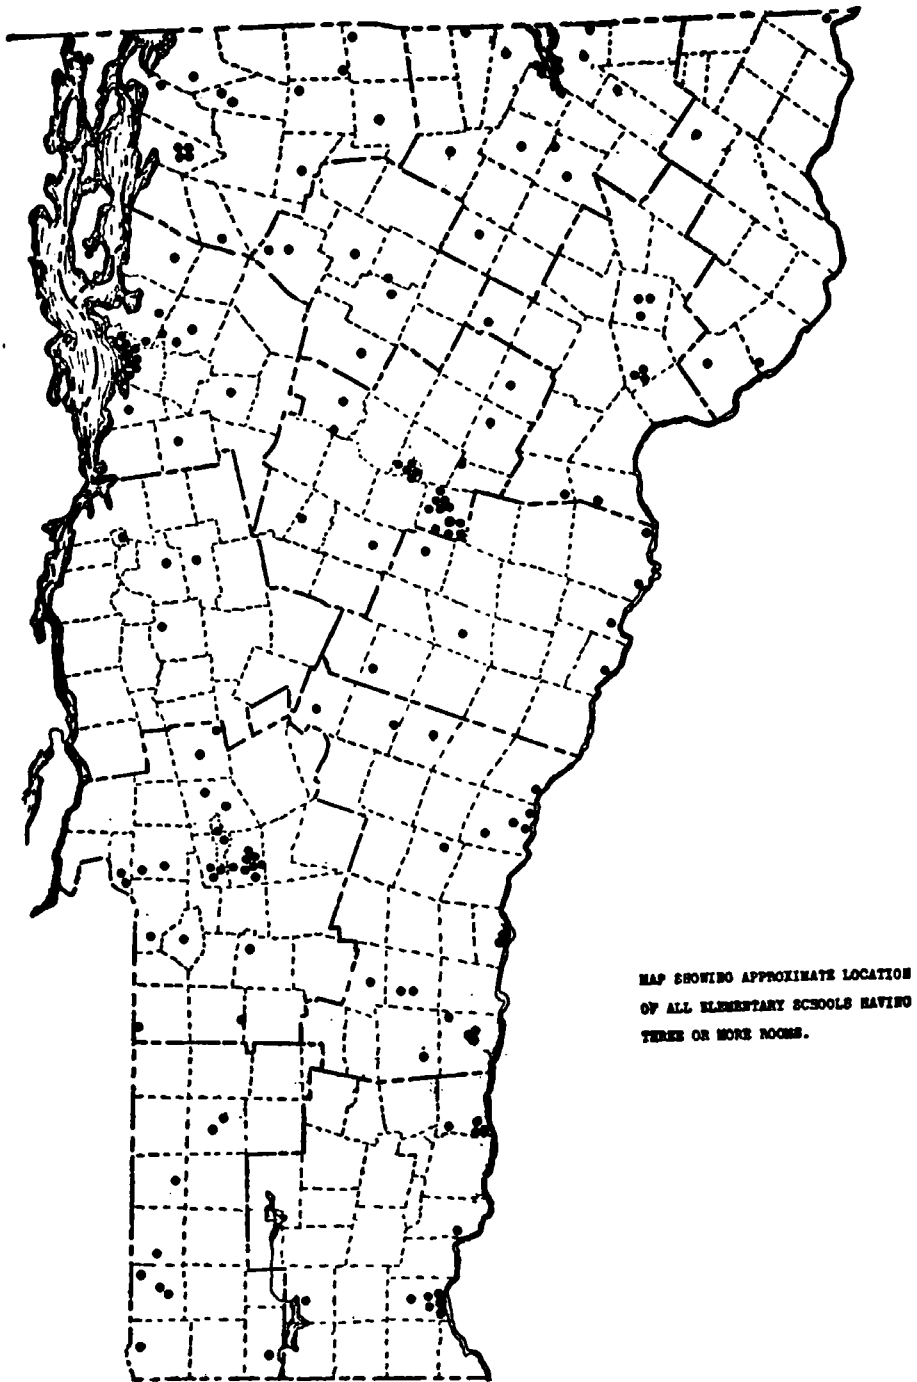 MAP SHOWING APPROXIMATE LOCATION
OF ALL ELEMENTARY SCHOOLS HAVING
THREE OR MORE ROOMS.